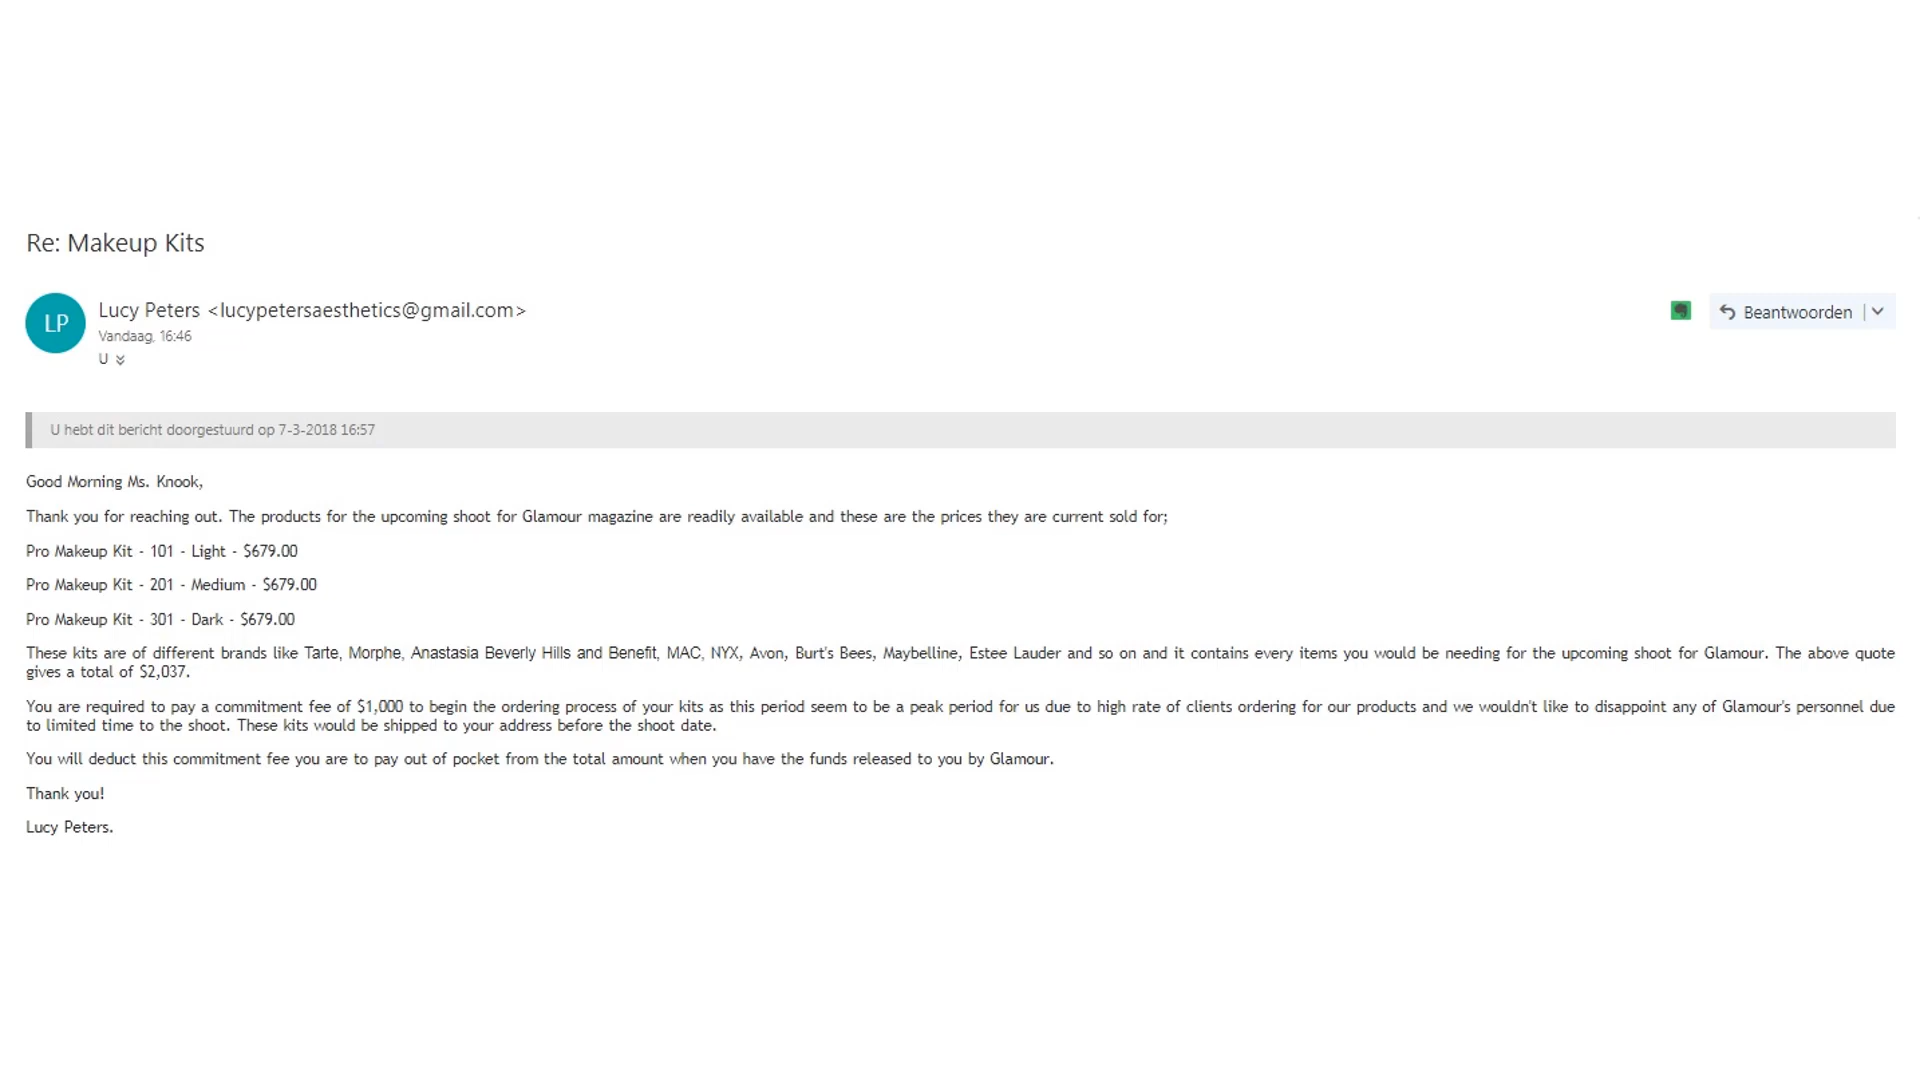 Re: Makeup Kits
LP
Lucy Peters <lucypetersaesthetics@gmail.com>
Beantwoorden
Vandaag, 16:46
U
U hebt dit bericht doorgestuurd op 7-3-2018 16:57
Good Morning Ms. Knook,
Thank you for reaching out. The products for the upcoming shoot for Glamour magazine are readily available and these are the prices they are current sold for;
Pro Makeup Kit - 101 - Light - $679.00
Pro Makeup Kit - 201 - Medium - $679.00
Pro Makeup Kit - 301 - Dark - $679.00
These kits are of different brands like Tarte, Morphe, Anastasia Beverly Hills and Benefit, MAC, NYX, Avon, Burt's Bees, Maybelline, Estee Lauder and so on and it contains every items you would be needing for the upcoming shoot for Glamour. The above quote
gives a total of $2,037.
You are required to pay a commitment fee of $1,000 to begin the ordering process of your kits as this period seem to be a peak period for us due to high rate of clients ordering for our products and we wouldn't like to disappoint any of Glamour's personnel due
to limited time to the shoot. These kits would be shipped to your address before the shoot date.
You will deduct this commitment fee you are to pay out of pocket from the total amount when you have the funds released to you by Glamour.
Thank you!
Lucy Peters.